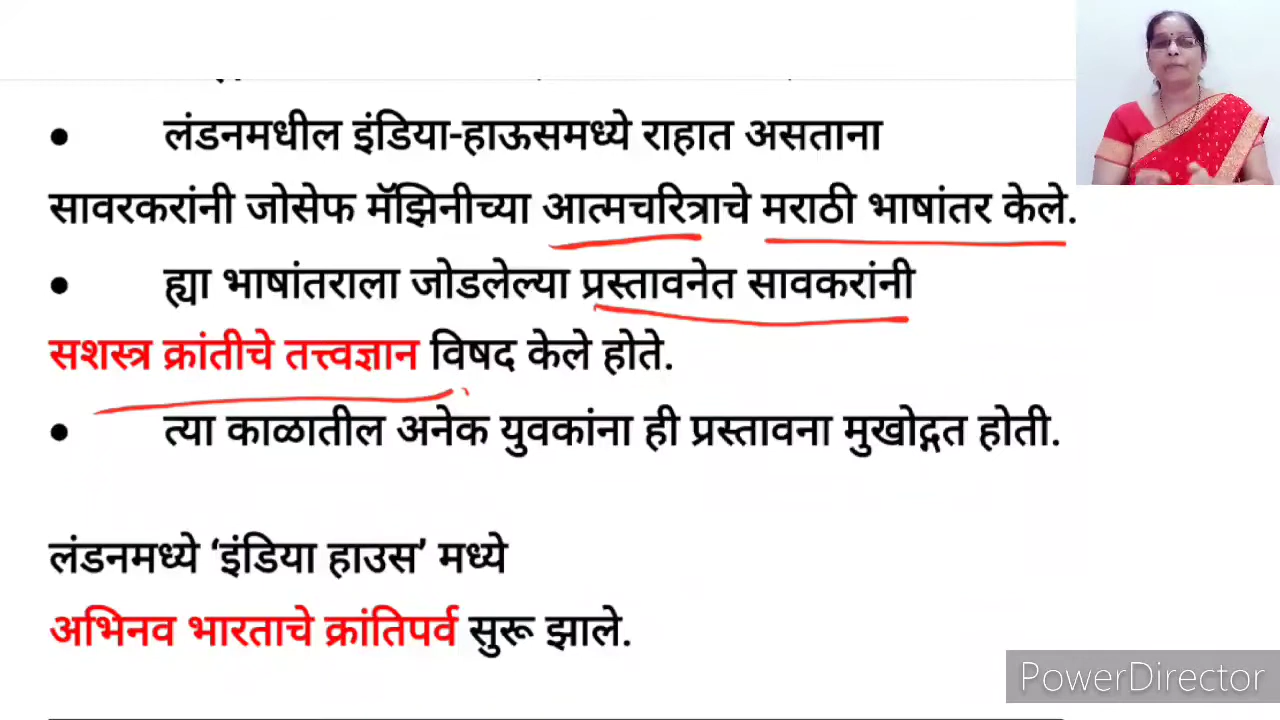 • लंडनमधील इंडिया-हाऊसमध्ये राहात असताना
सावरकरांनी जोसेफ मॅझिनीच्या आत्मचरित्राचे मराठी भाषांतर केले.
• ह्या भाषांतराला जोडलेल्या प्रस्तावनेत सावकरांनी
सशस्त्र क्रांतीचे तत्त्वज्ञान विषद केले होते.
• त्या काळातील अनेक युवकांना ही प्रस्तावना मुखोद्गत होती.
लंडनमध्ये ‘इंडिया हाउस’ मध्ये
अभिनव भारताचे क्रांतिपर्व सुरू झाले.
PowerDirector